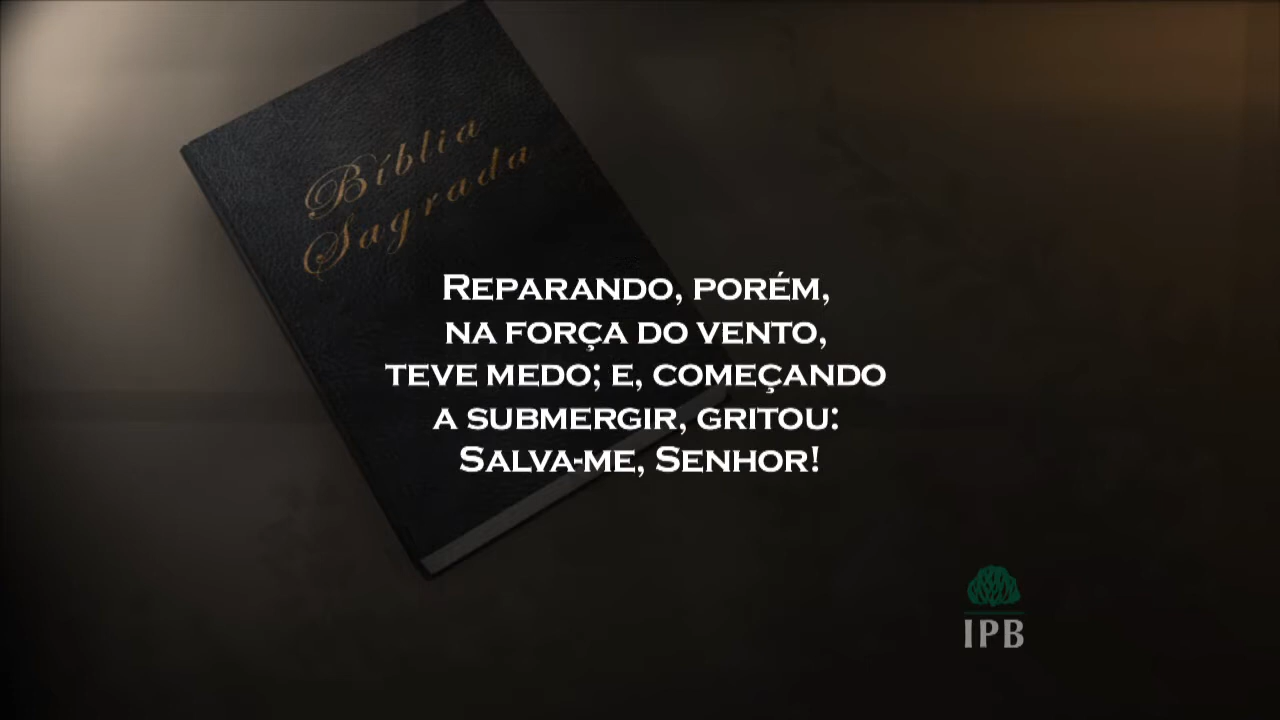 Bíblia
Sagrada
REPARANDO, PORÉM,
NA FORÇA DO VENTO,
TEVE MEDO; E, COMEÇANDO
A SUBMERGIR, GRITOU:
SALVA-ME, SENHOR!
IPB